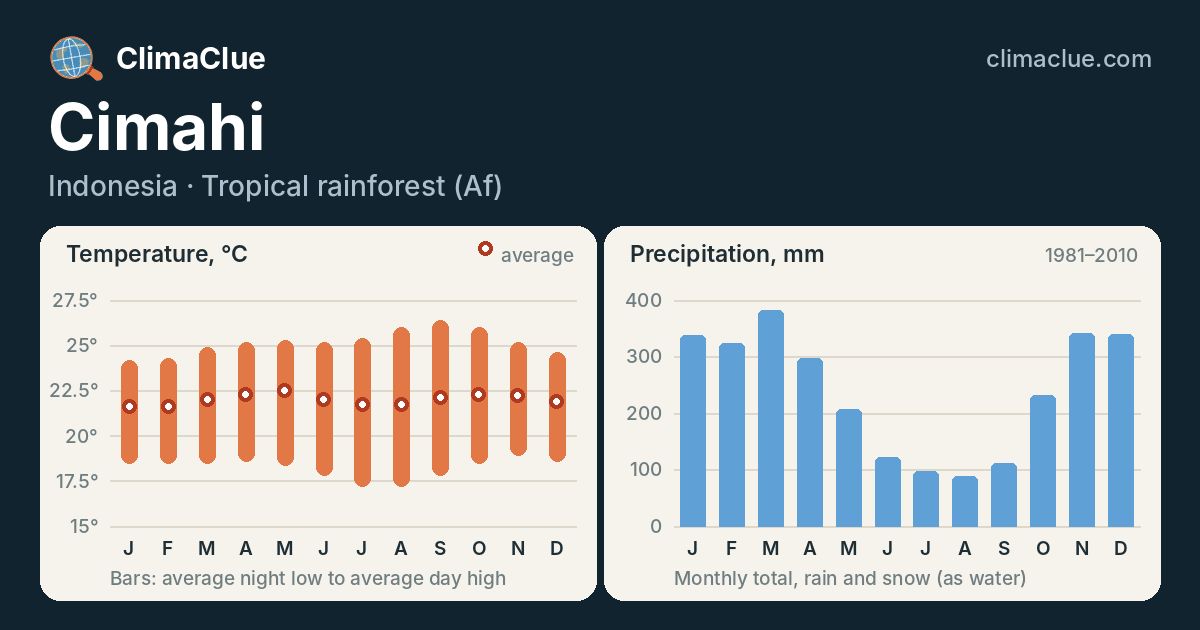 ClimaClue
climaclue.com
Cimahi
Indonesia · Tropical rainforest (Af)
Temperature, °C
average
27.5°
25°
22.5°
20°
17.5°
15°
J F M A M J J A S O N D
Bars: average night low to average day high
Precipitation, mm
1981–2010
400
300
200
100
0
J F M A M J J A S O N D
Monthly total, rain and snow (as water)